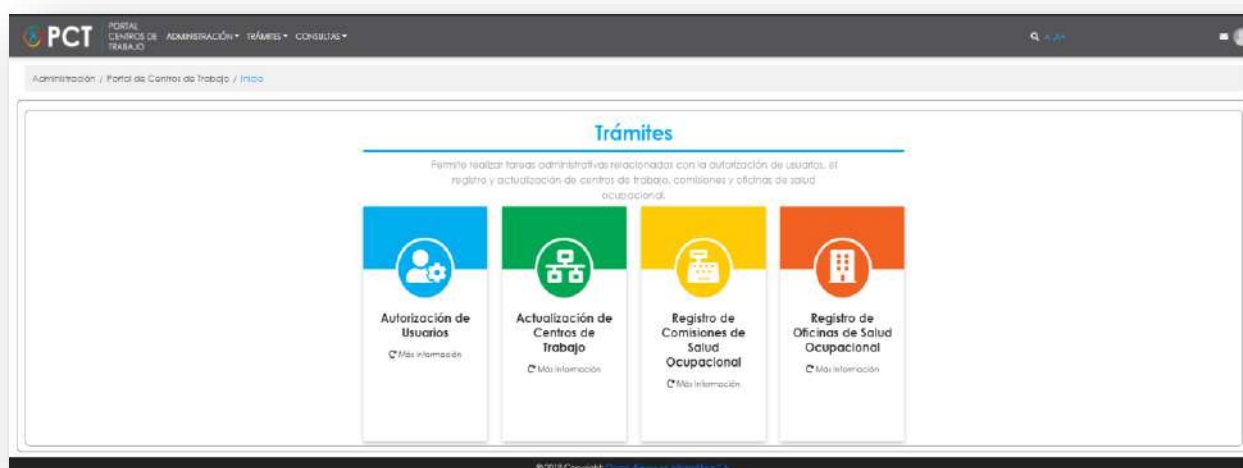 PCT
PORTAL
CENTROS DE
TRABAJO
ADMINISTRACIÓN TRÁMITES CONSULTAS
Administración / Portal de Centros de Trabajo / Inicio
Trámites
Permite realizar tareas administrativas relacionadas con la autorización de usuarios, el
registro y actualización de centros de trabajo, comisiones y oficinas de salud
ocupacional.
Autorización de
Usuarios
Más información
Actualización de
Centros de
Trabajo
Más información
Registro de
Comisiones de
Salud
Ocupacional
Más información
Registro de
Oficinas de Salud
Ocupacional
Más información